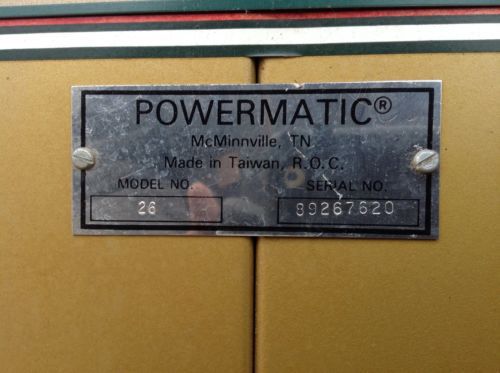 POWERMATIC®
McMinnville, TN
Made in Taiwan, R.O.C.
MODEL NO. SERIAL NO.
26 89267620